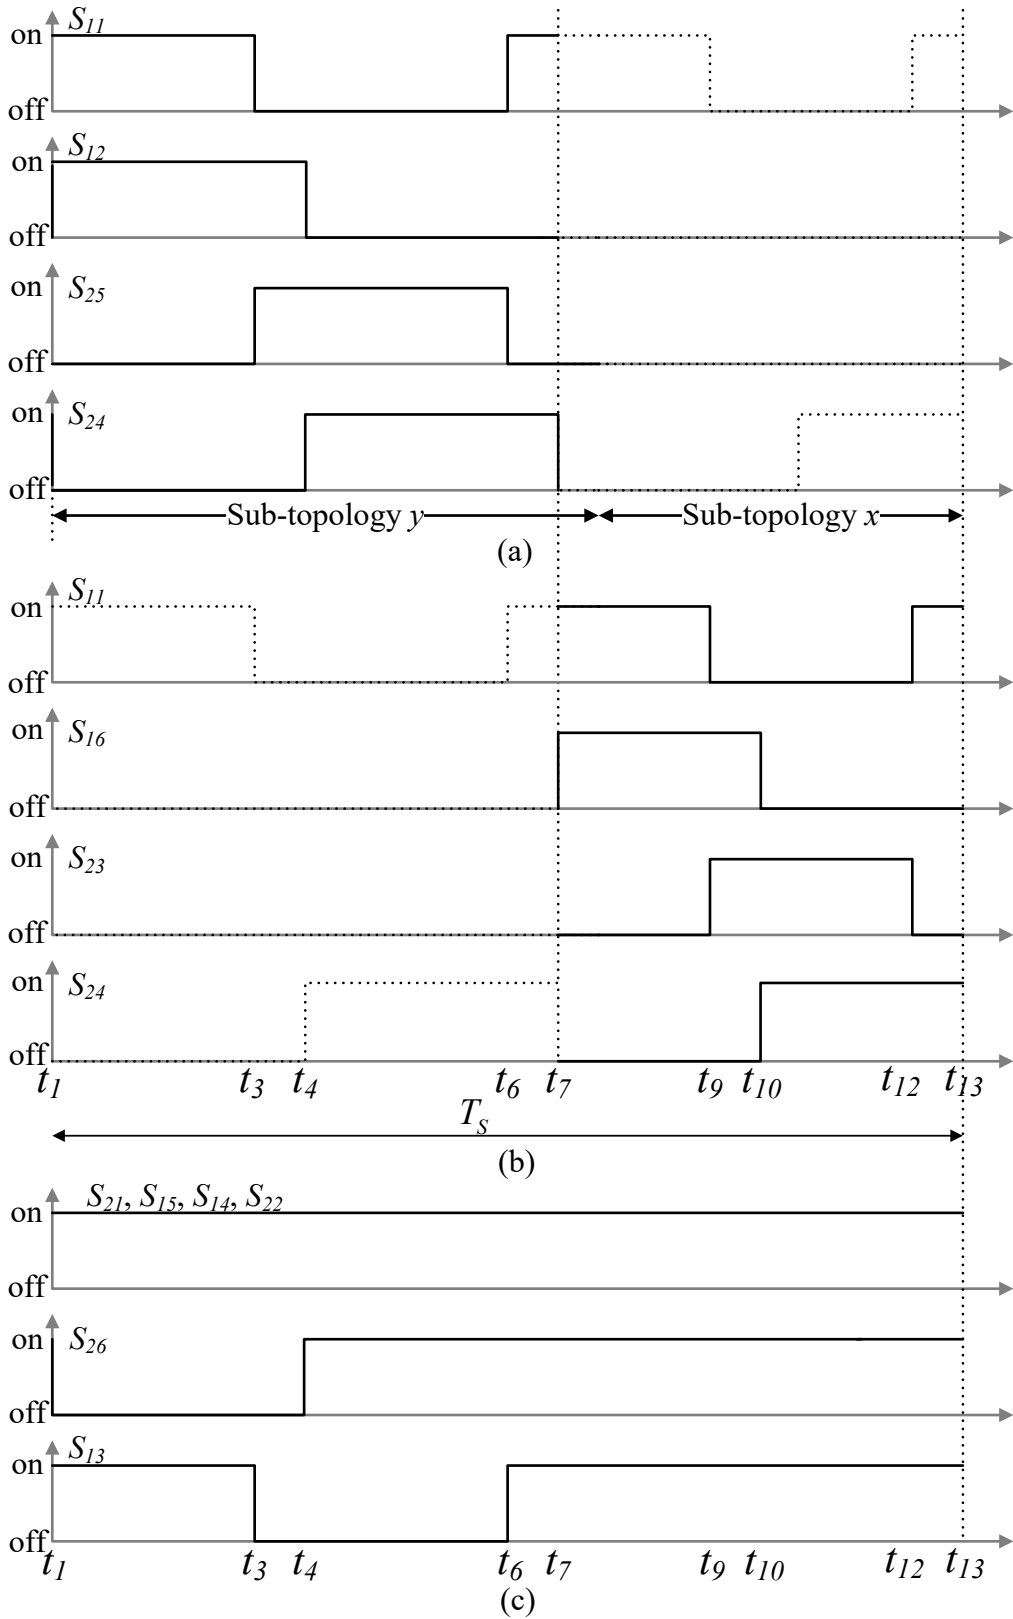 on S11
off
on S12
off
on S25
off
on S24
off
Sub-topology y Sub-topology x
(a)
on S11
off
on S16
off
on S23
off
on S24
off
t1 t3 t4 t6 t7 t9 t10 t12 t13
TS
(b)
S21, S15, S14, S22
on
off
on S26
off
on S13
off
t1 t3 t4 t6 t7 t9 t10 t12 t13
(c)